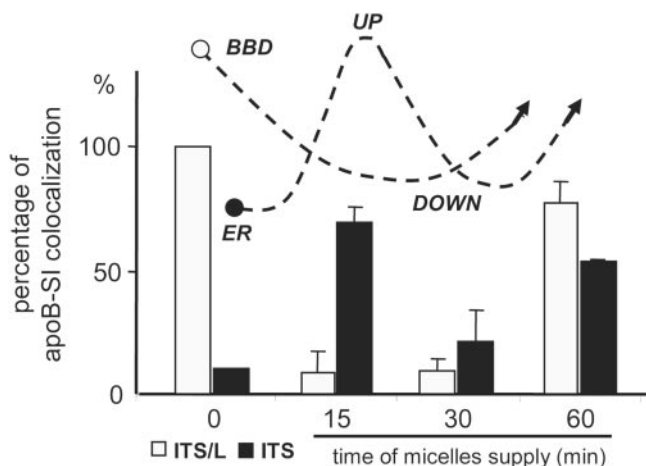 UP
BBD
%
100
50
0
ER
DOWN
percentage of
apoB-SI colocalization
0 15 30 60
ITS/L ITS time of micelles supply (min)